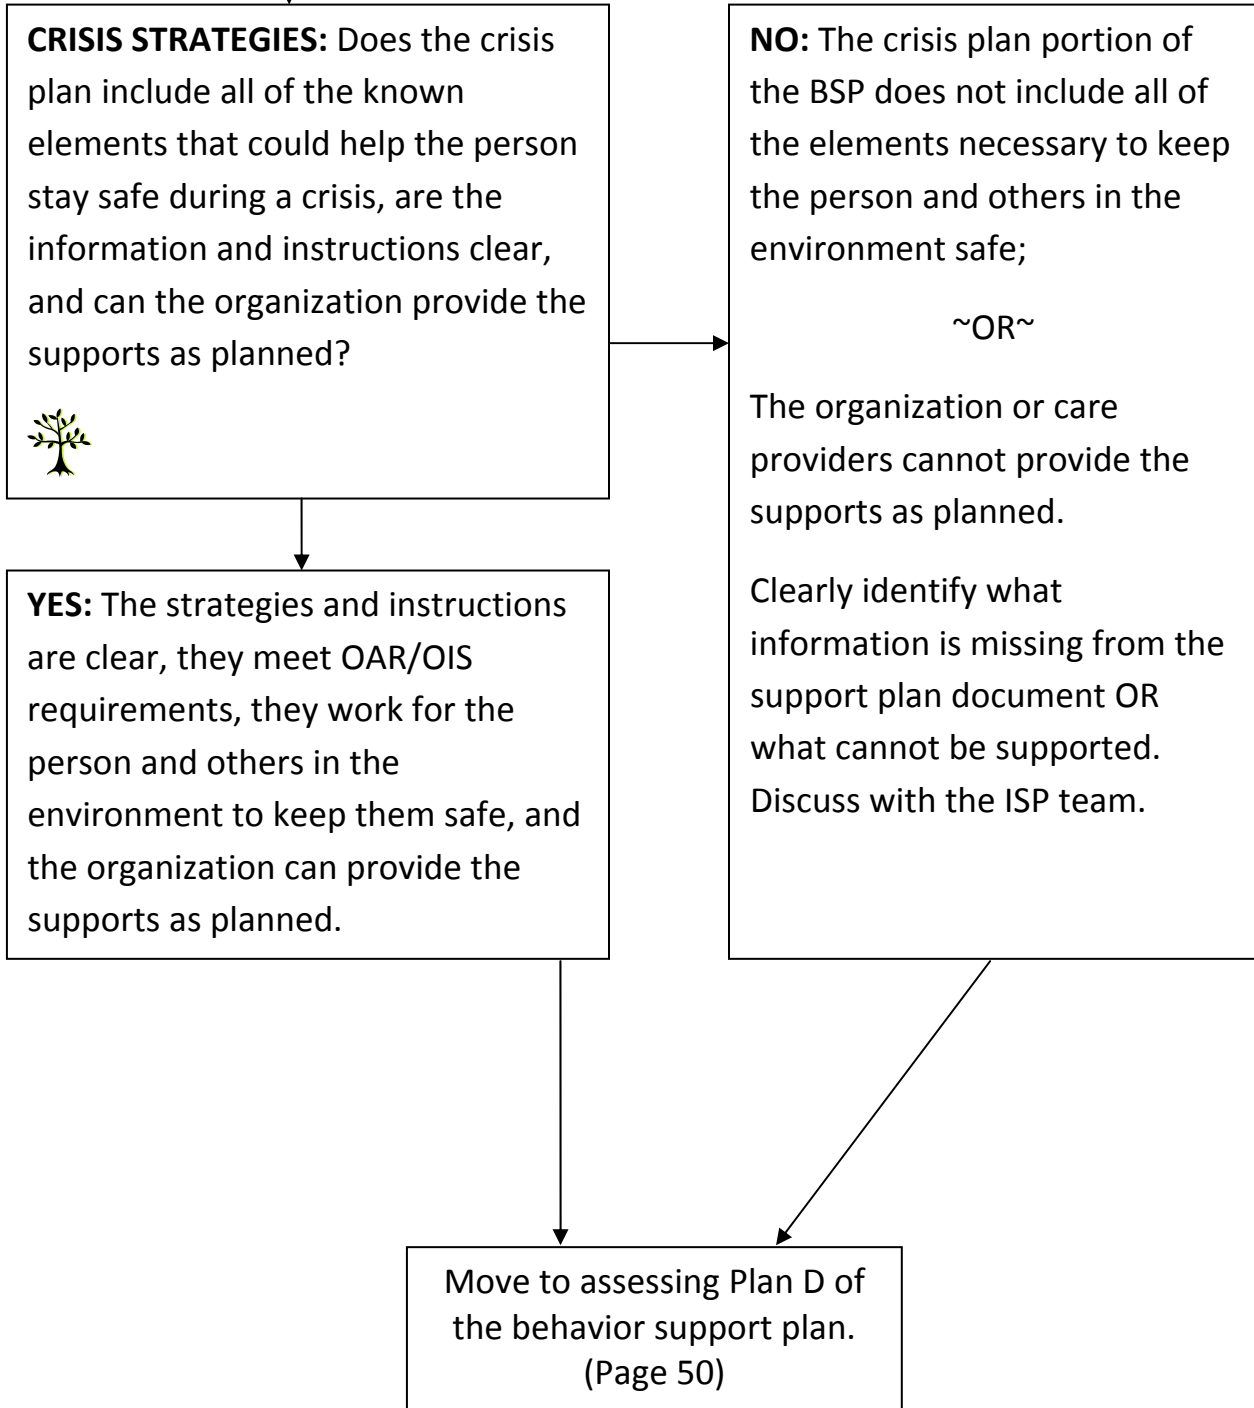 CRISIS STRATEGIES: Does the crisis
plan include all of the known
elements that could help the person
stay safe during a crisis, are the
information and instructions clear,
and can the organization provide the
supports as planned?
YES: The strategies and instructions
are clear, they meet OAR/OIS
requirements, they work for the
person and others in the
environment to keep them safe, and
the organization can provide the
supports as planned.
NO: The crisis plan portion of
the BSP does not include all of
the elements necessary to keep
the person and others in the
environment safe;
~OR~
The organization or care
providers cannot provide the
supports as planned.
Clearly identify what
information is missing from the
support plan document OR
what cannot be supported.
Discuss with the ISP team.
Move to assessing Plan D of
the behavior support plan.
(Page 50)